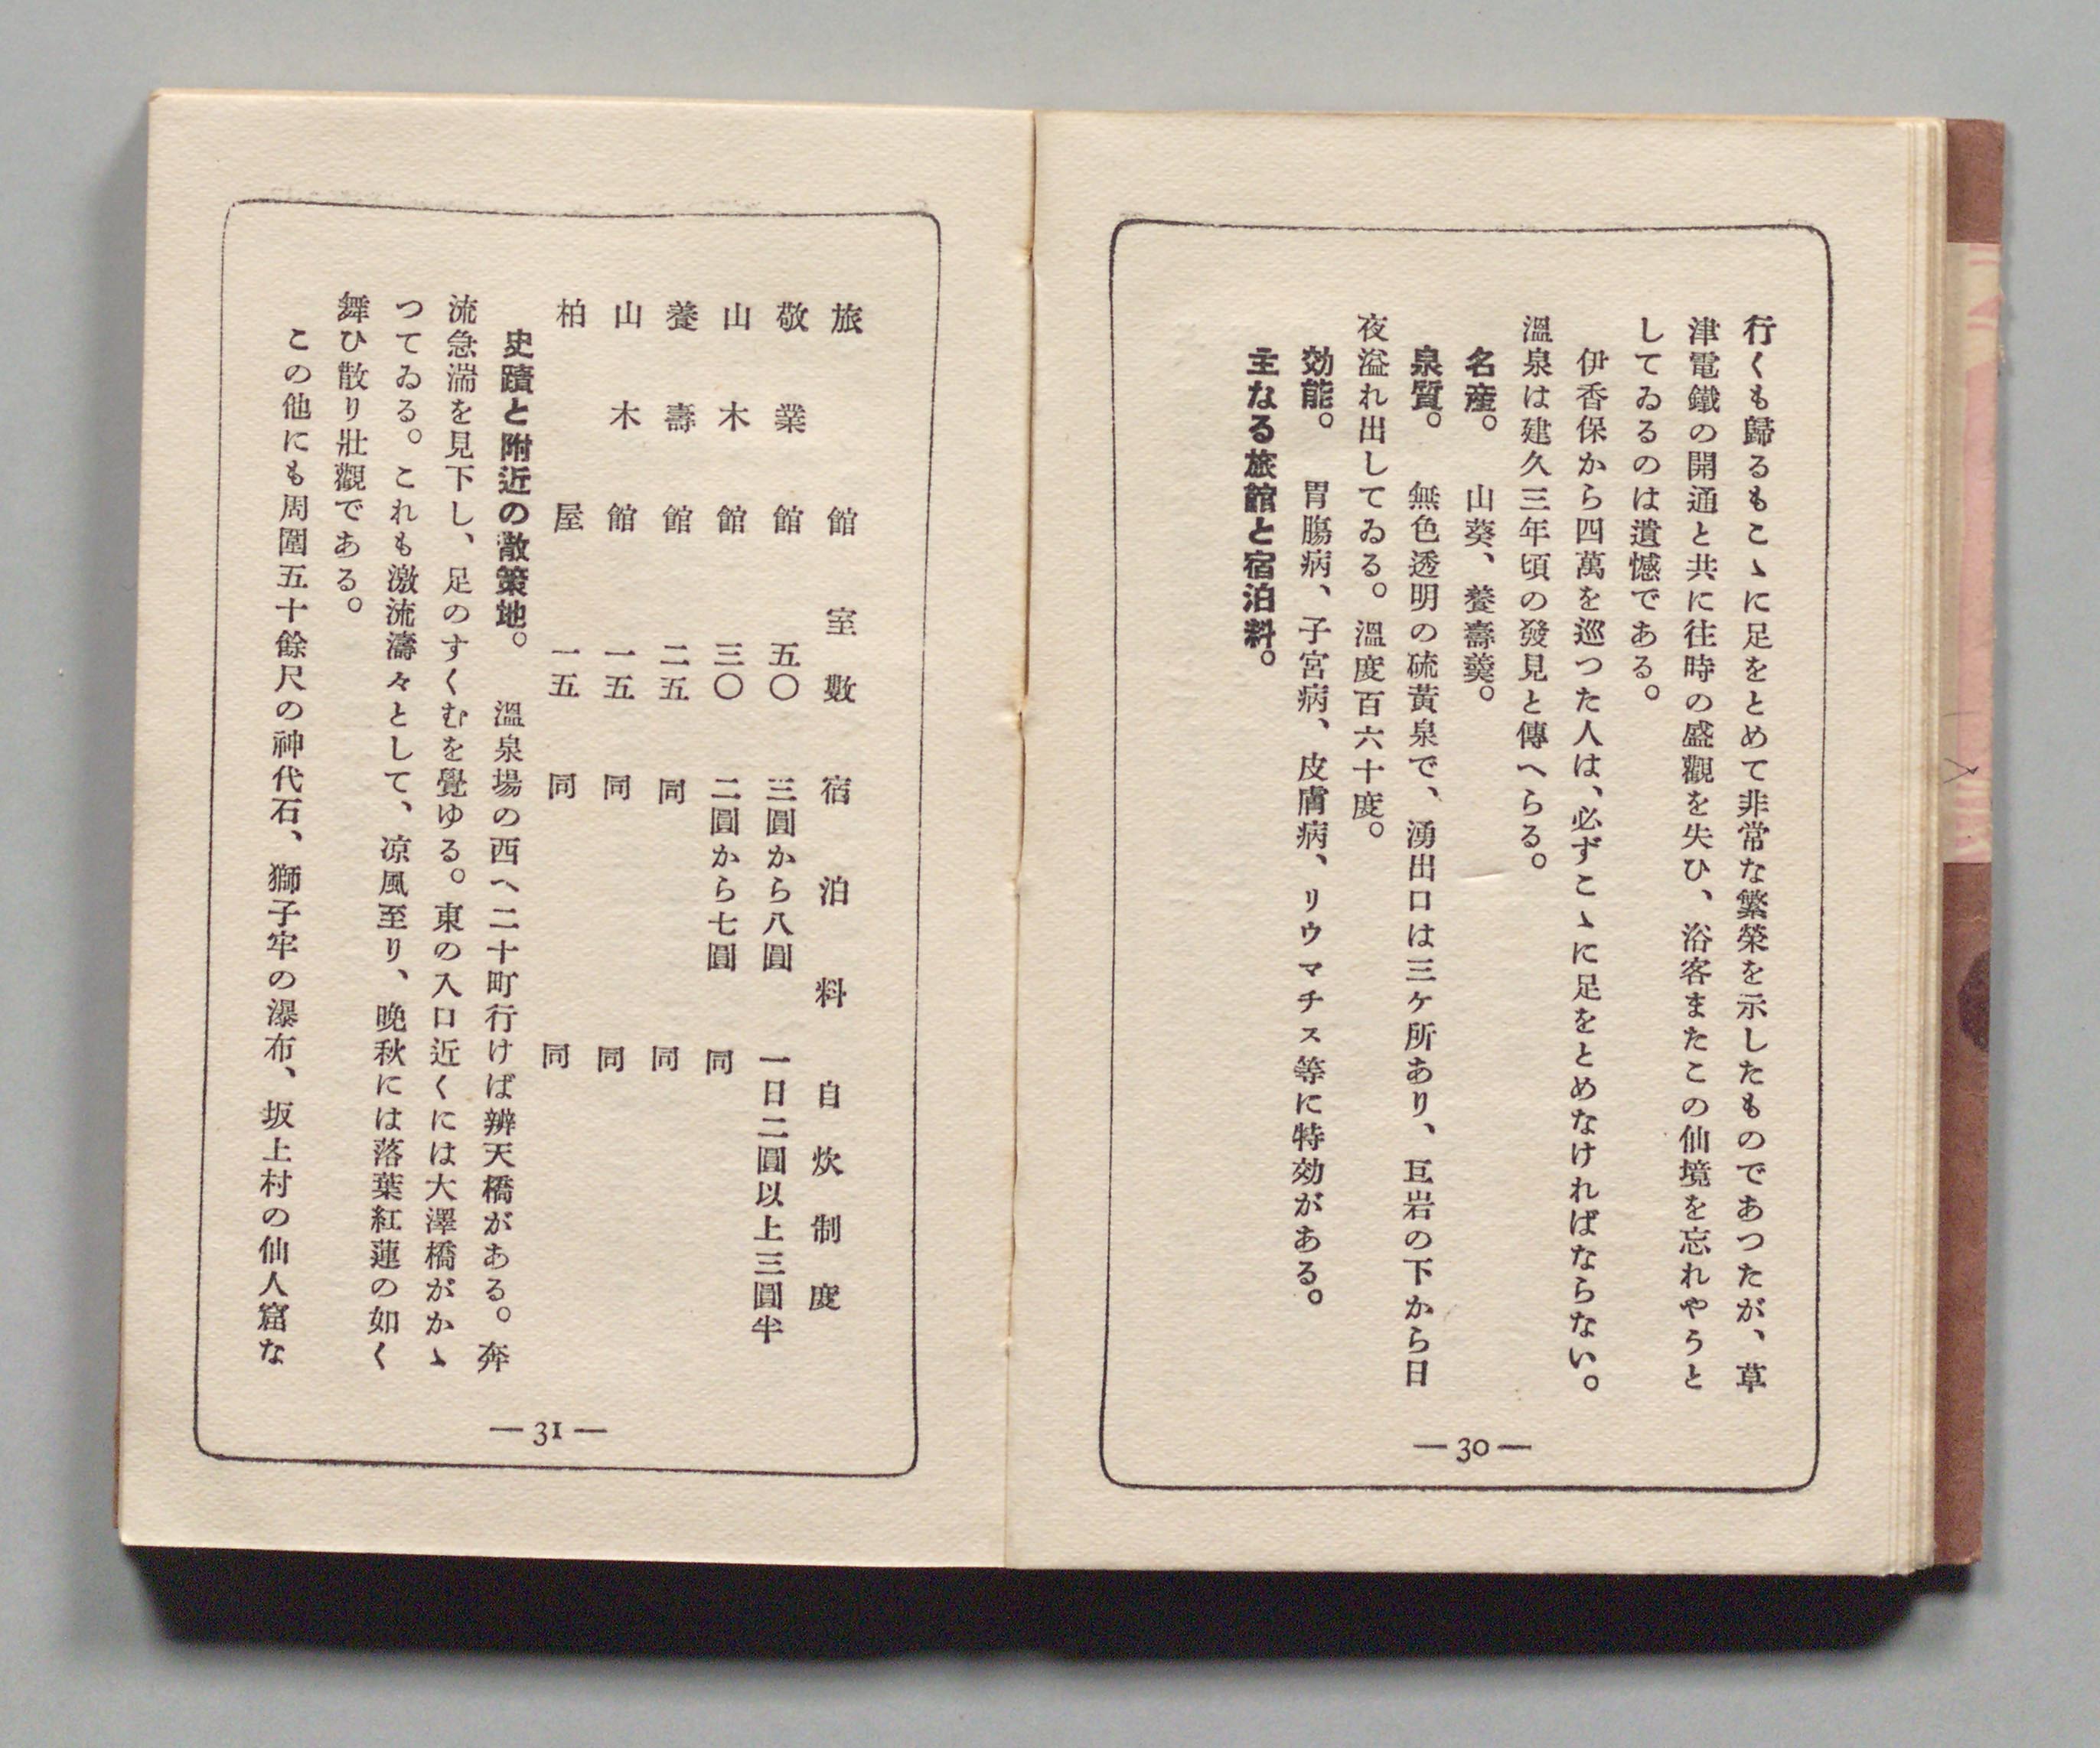 行くも歸るもこゝに足をとめて非常な繁榮を示したものであつたが、草
津電鐵の開通と共に往時の盛觀を失ひ、浴客またこの仙境を忘れやうと
してゐるのは遺憾である。
伊香保から四萬を巡つた人は、必ずこゝに足をとめなければならない。
溫泉は建久三年頃の發見と傳へらる。
名產。 山葵、養壽羹。
泉質。 無色透明の硫黃泉で、湧出口は三ケ所あり、巨岩の下から日
夜溢れ出してゐる。溫度百六十度。
効能。 胃膓病、子宮病、皮膚病、リウマチス等に特効がある。
主なる旅館と宿泊料。
—30—
旅館 室數 宿泊料 自炊制度
敬業館 五〇 三圓から八圓 一日二圓以上三圓半
山木館 三〇 二圓から七圓 同
養壽館 二五 同 同
山木館 一五 同 同
柏屋 一五 同 同
史蹟と附近の散策地。 溫泉場の西へ二十町行けば辨天橋がある。奔
流急湍を見下し、足のすくむを覺ゆる。東の入口近くには大澤橋がかゝ
つてゐる。これも激流濤々として、凉風至り、晩秋には落葉紅蓮の如く
舞ひ散り壯觀である。
この他にも周圍五十餘尺の神代石、獅子牢の瀑布、坂上村の仙人窟な
—31—